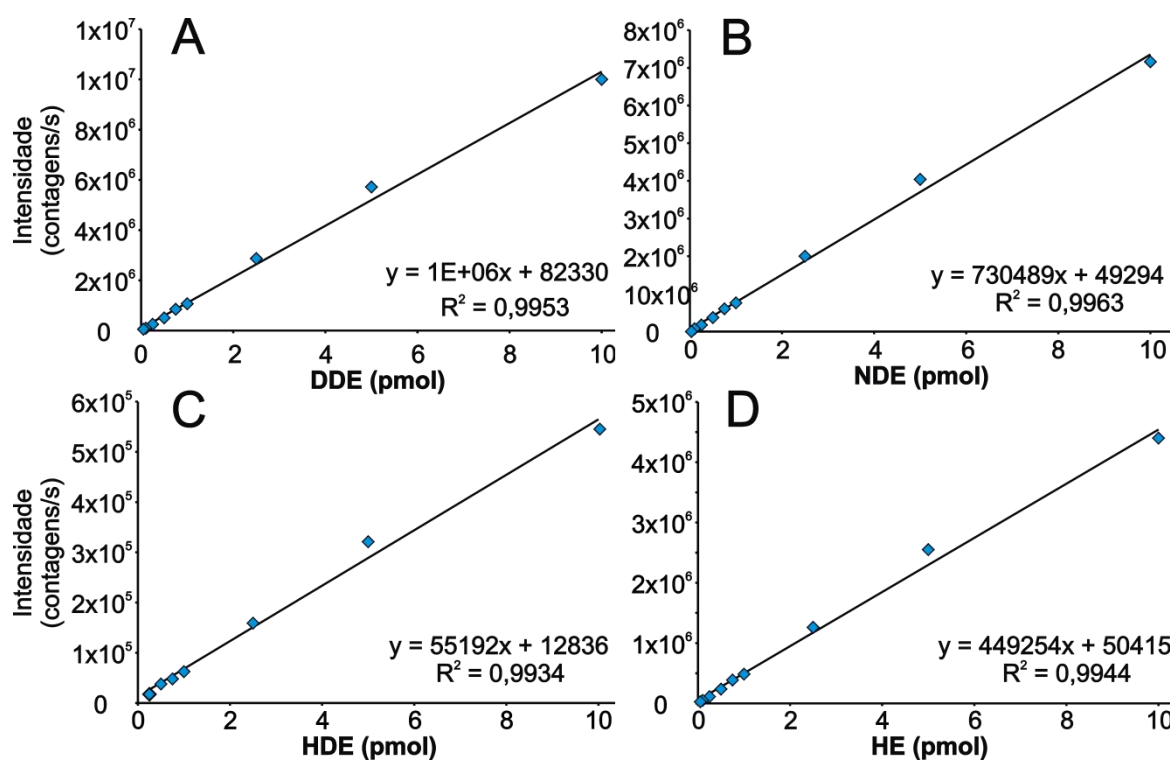 A
Intensidade
(contagens/s)
1x10⁷
1x10⁷
8x10⁶
6x10⁶
4x10⁶
2x10⁶
0
y = 1E+06x + 82330
R² = 0,9953
0 2 4 6 8 10
DDE (pmol)
B
8x10⁶
7x10⁶
6x10⁶
5x10⁶
4x10⁶
3x10⁶
2x10⁶
1x10⁶
0
y = 730489x + 49294
R² = 0,9963
0 2 4 6 8 10
NDE (pmol)
C
Intensidade
(contagens/s)
6x10⁵
5x10⁵
4x10⁵
3x10⁵
2x10⁵
1x10⁵
0
y = 55192x + 12836
R² = 0,9934
0 2 4 6 8 10
HDE (pmol)
D
5x10⁶
4x10⁶
3x10⁶
2x10⁶
1x10⁶
0
y = 449254x + 50415
R² = 0,9944
0 2 4 6 8 10
HE (pmol)